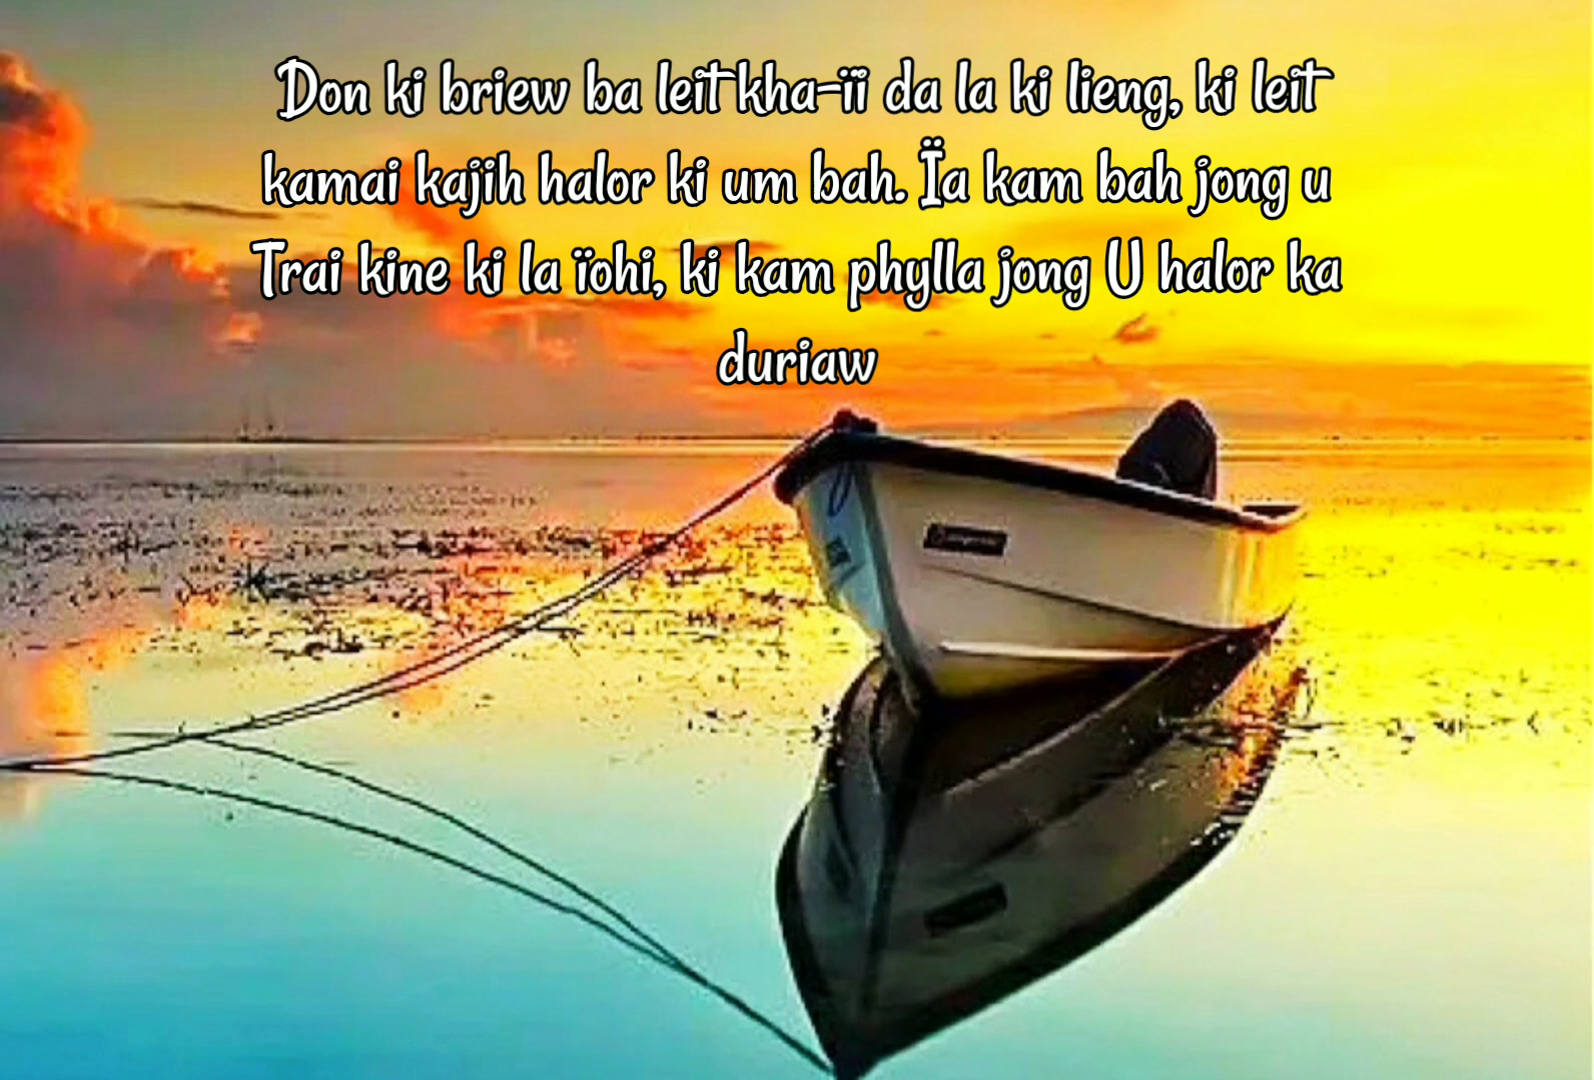 Don ki briew ba leit kha-ïi da la ki lieng, ki leit
kamai kajih halor ki um bah. Ïa kam bah jong u
Trai kine ki la ïohi, ki kam phylla jong U halor ka
duriaw